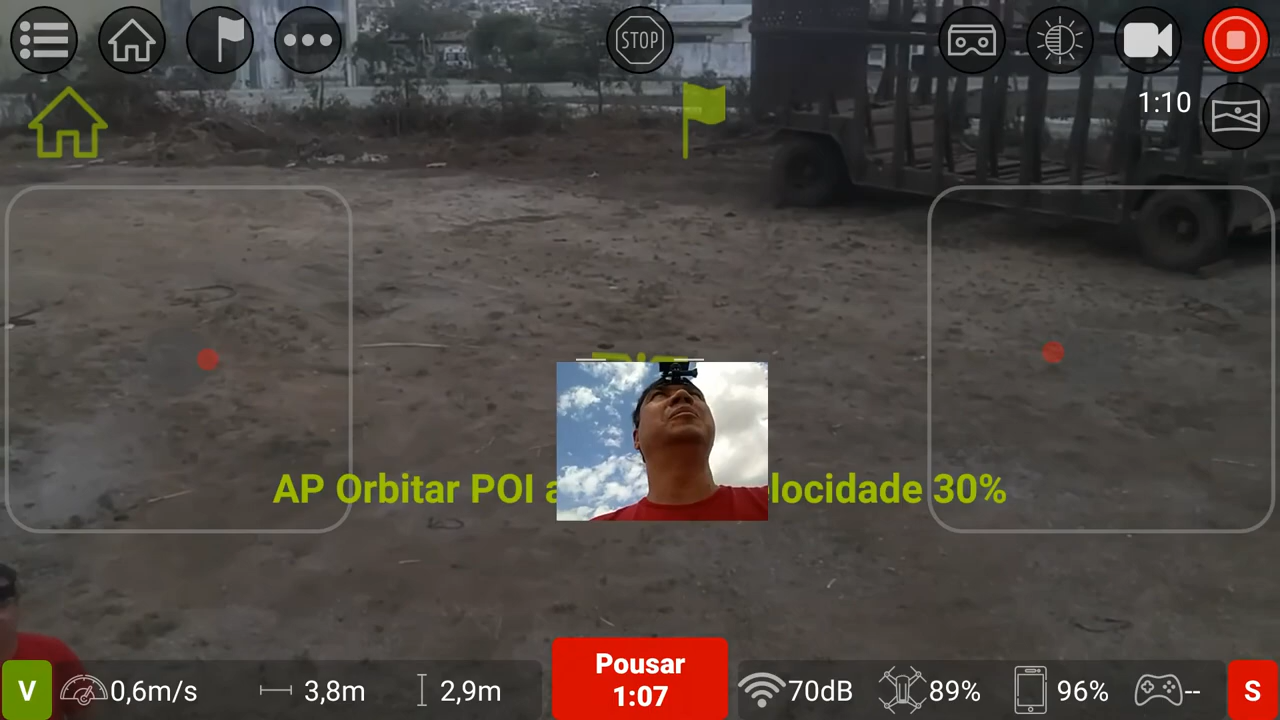 STOP
1:10
AP Orbitar POI a locidade 30%
Pousar
1:07
V
0,6m/s
3,8m
2,9m
70dB
89%
96%
--
S